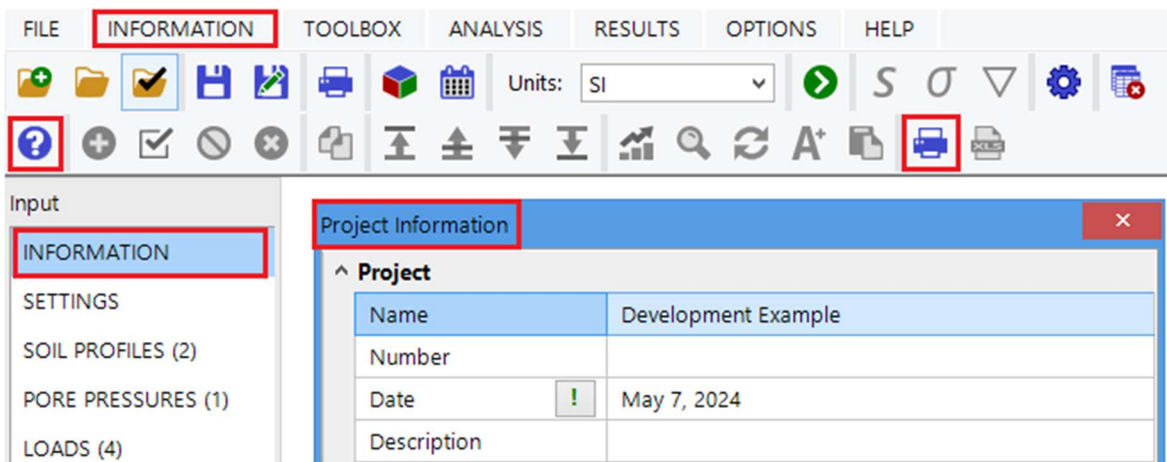 FILE INFORMATION TOOLBOX ANALYSIS RESULTS OPTIONS HELP
Units: SI S σ
? A+ XLS
Input
INFORMATION
SETTINGS
SOIL PROFILES (2)
PORE PRESSURES (1)
LOADS (4)
Project Information ×
^ Project
Name Development Example
Number
Date ! May 7, 2024
Description